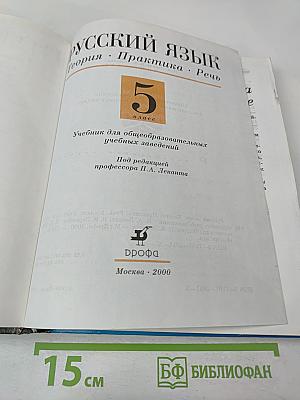 РУССКИЙ ЯЗЫК
Теория · Практика · Речь
5
класс
Учебник для общеобразовательных
учебных заведений
Под редакцией
профессора П.А. Леканта
дрофа
Москва · 2000
15 см
БФ БИБЛИОФАН